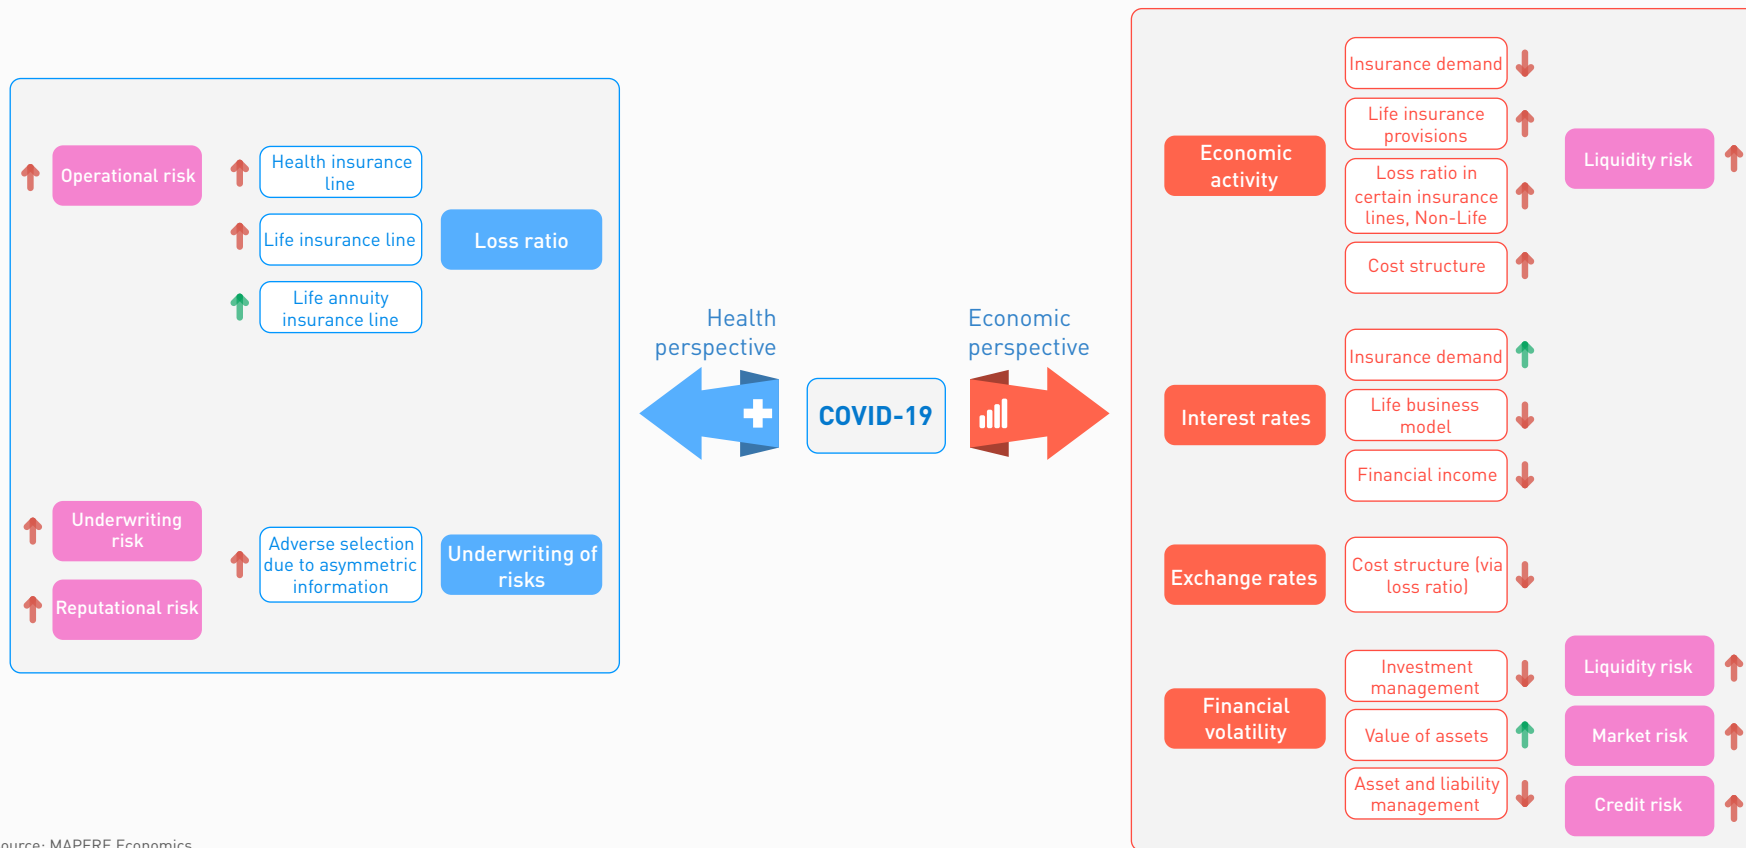 Operational risk
Health insurance
line
Life insurance line
Loss ratio
Life annuity
insurance line
Underwriting
risk
Reputational risk
Adverse selection
due to asymmetric
information
Underwriting of
risks
Health
perspective
COVID-19
Economic
perspective
Economic
activity
Insurance demand
Life insurance
provisions
Loss ratio in
certain insurance
lines, Non-Life
Cost structure
Liquidity risk
Interest rates
Insurance demand
Life business
model
Financial income
Exchange rates
Cost structure (via
loss ratio)
Financial
volatility
Investment
management
Value of assets
Asset and liability
management
Liquidity risk
Market risk
Credit risk
ource: MAPFRE Economics